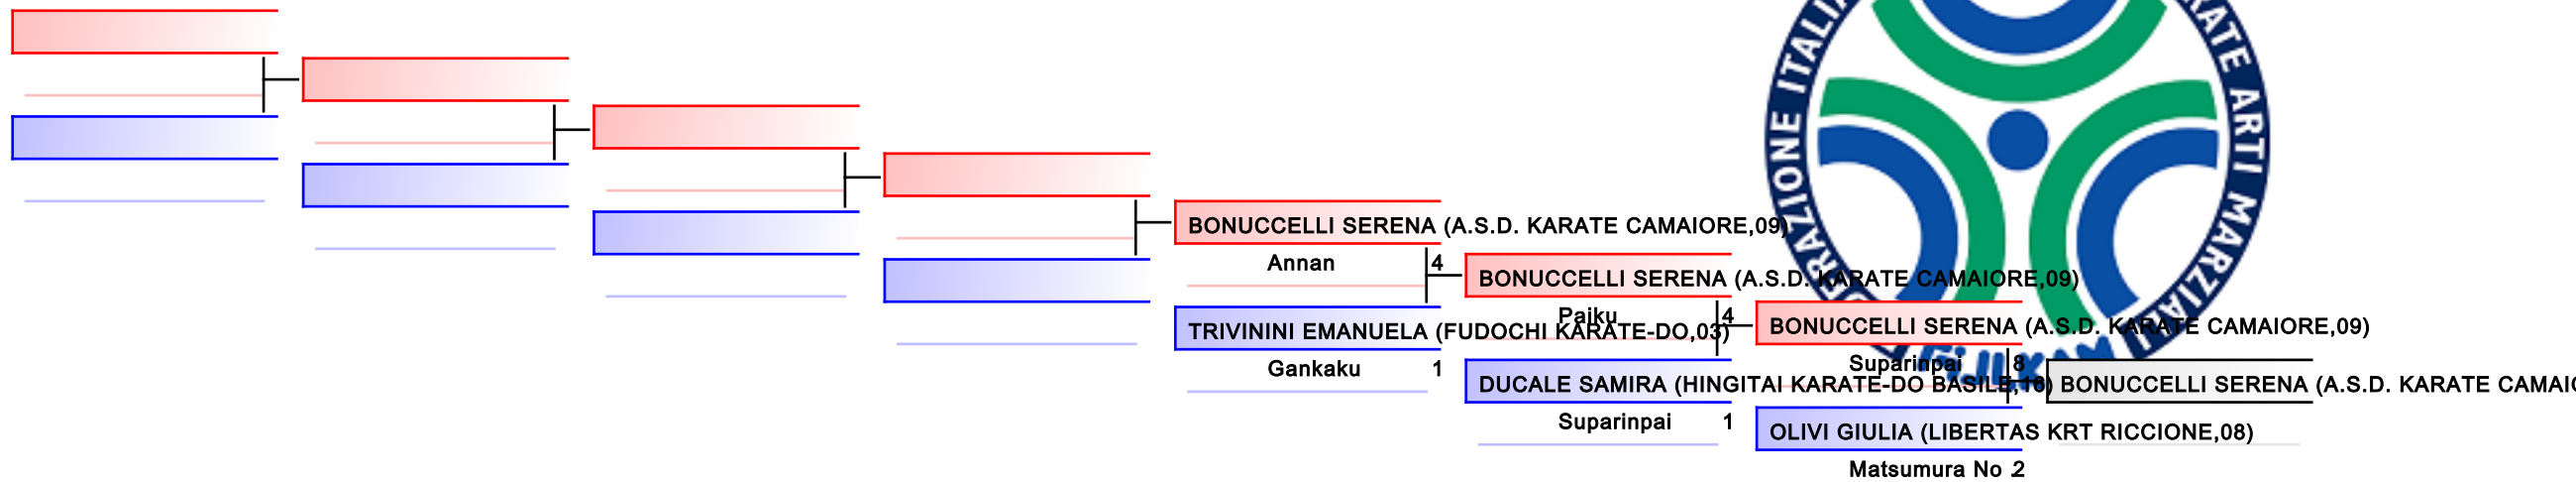 BONUCCELLI SERENA (A.S.D. KARATE CAMAIORE,09)
Annan 4
TRIVININI EMANUELA (FUDOCHI KARATE-DO,03)
Gankaku 1
BONUCCELLI SERENA (A.S.D. KARATE CAMAIORE,09)
Paiku 4
DUCALE SAMIRA (HINGITAI KARATE-DO BASILE,18)
Suparinpai 1
BONUCCELLI SERENA (A.S.D. KARATE CAMAIORE,09)
Suparinpai 8
OLIVI GIULIA (LIBERTAS KRT RICCIONE,08)
Matsumura No 2
BONUCCELLI SERENA (A.S.D. KARATE
ARTI MARZIALI